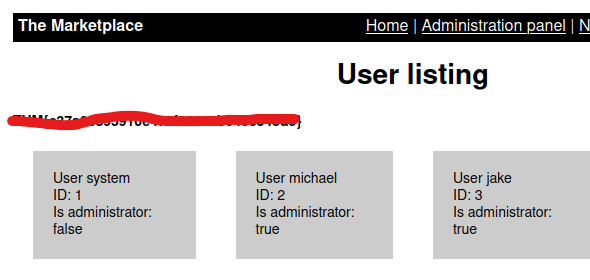 The Marketplace
Home | Administration panel | N
User listing
User system
ID: 1
Is administrator:
false
User michael
ID: 2
Is administrator:
true
User jake
ID: 3
Is administrator:
true